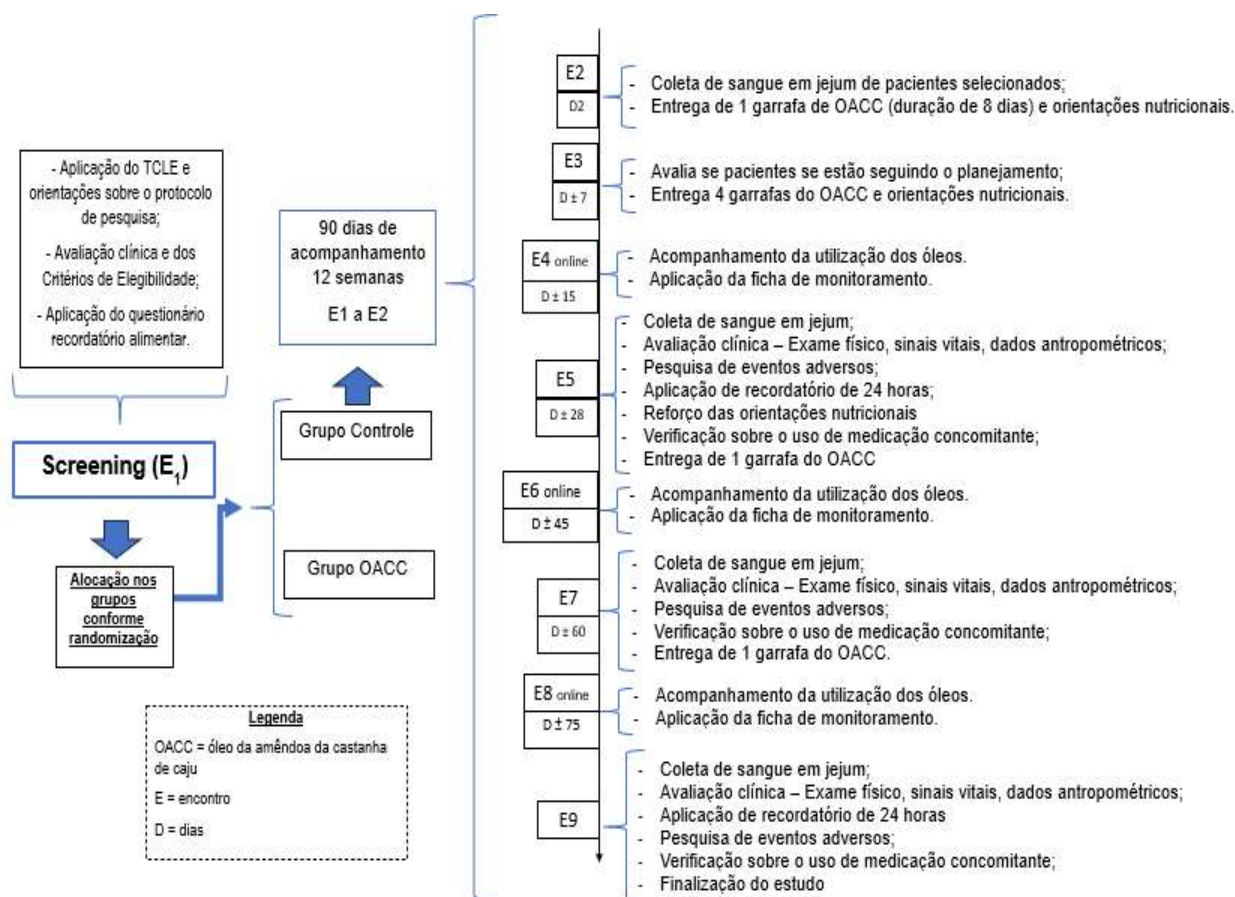 - Aplicação do TCLE e
orientações sobre o protocolo
de pesquisa;
- Avaliação clínica e dos
Critérios de Elegibilidade;
- Aplicação do questionário
recordatório alimentar.
Screening (E1)
Alocação nos
grupos
conforme
randomização
90 dias de
acompanhamento
12 semanas
E1 a E2
Grupo Controle
Grupo OACC
Legenda
OACC = óleo da amêndoa da castanha
de caju
E = encontro
D = dias
E2
D2
- Coleta de sangue em jejum de pacientes selecionados;
- Entrega de 1 garrafa de OACC (duração de 8 dias) e orientações nutricionais.
E3
D ± 7
- Avalia se pacientes se estão seguindo o planejamento;
- Entrega 4 garrafas do OACC e orientações nutricionais.
E4 online
D ± 15
- Acompanhamento da utilização dos óleos.
- Aplicação da ficha de monitoramento.
E5
D ± 28
- Coleta de sangue em jejum;
- Avaliação clínica – Exame físico, sinais vitais, dados antropométricos;
- Pesquisa de eventos adversos;
- Aplicação de recordatório de 24 horas;
- Reforço das orientações nutricionais
- Verificação sobre o uso de medicação concomitante;
- Entrega de 1 garrafa do OACC
E6 online
D ± 45
- Acompanhamento da utilização dos óleos.
- Aplicação da ficha de monitoramento.
E7
D ± 60
- Coleta de sangue em jejum;
- Avaliação clínica – Exame físico, sinais vitais, dados antropométricos;
- Pesquisa de eventos adversos;
- Verificação sobre o uso de medicação concomitante;
- Entrega de 1 garrafa do OACC.
E8 online
D ± 75
- Acompanhamento da utilização dos óleos.
- Aplicação da ficha de monitoramento.
E9
- Coleta de sangue em jejum;
- Avaliação clínica – Exame físico, sinais vitais, dados antropométricos;
- Aplicação de recordatório de 24 horas
- Pesquisa de eventos adversos;
- Verificação sobre o uso de medicação concomitante;
- Finalização do estudo